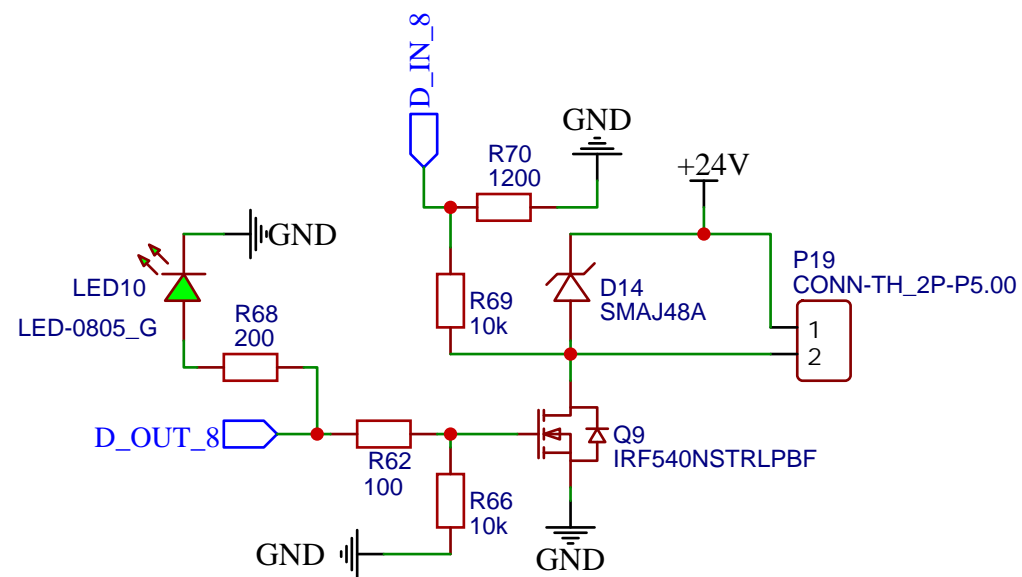 D_IN_8
GND
R70
1200
+24V
GND
P19
CONN-TH_2P-P5.00
LED10
LED-0805_G
R69
10k
D14
SMAJ48A
1
2
R68
200
D_OUT_8
R62
100
Q9
IRF540NSTRLPBF
R66
10k
GND
GND